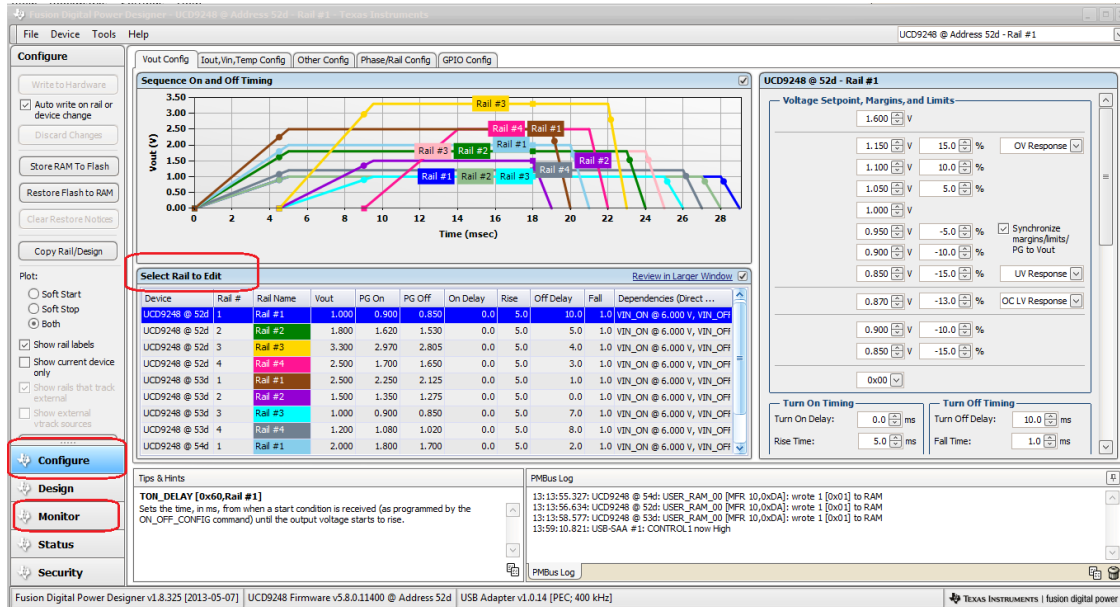 Fusion Digital Power Designer - UCD9248 @ Address 52d - Rail #1 - Texas Instruments
File Device Tools Help
UCD9248 @ Address 52d - Rail #1
Configure
Write to Hardware
Auto write on rail or
device change
Discard Changes
Store RAM To Flash
Restore Flash to RAM
Clear Restore Notices
Copy Rail/Design
Plot:
Soft Start
Soft Stop
Both
Show rail labels
Show current device
only
Show rails that track
external
Show external
vtrack sources
Configure
Design
Monitor
Status
Security
Vout Config Iout,Vin,Temp Config Other Config Phase/Rail Config GPIO Config
Sequence On and Off Timing
Vout (V)
3.50
3.00
2.50
2.00
1.50
1.00
0.50
0.00
Rail #3
Rail #4 Rail #1
Rail #3 Rail #2 Rail #1
Rail #2
Rail #1 Rail #2 Rail #3 Rail #4
0 2 4 6 8 10 12 14 16 18 20 22 24 26 28
Time (msec)
Select Rail to Edit
Review in Larger Window
Device Rail # Rail Name Vout PG On PG Off On Delay Rise Off Delay Fall Dependencies (Direct ...
UCD9248 @ 52d 1 Rail #1 1.000 0.900 0.850 0.0 5.0 10.0 1.0 VIN_ON @ 6.000 V, VIN_OFF
UCD9248 @ 52d 2 Rail #2 1.800 1.620 1.530 0.0 5.0 5.0 1.0 VIN_ON @ 6.000 V, VIN_OFF
UCD9248 @ 52d 3 Rail #3 3.300 2.970 2.805 0.0 5.0 4.0 1.0 VIN_ON @ 6.000 V, VIN_OFF
UCD9248 @ 52d 4 Rail #4 2.500 1.700 1.650 0.0 5.0 3.0 1.0 VIN_ON @ 6.000 V, VIN_OFF
UCD9248 @ 53d 1 Rail #1 2.500 2.250 2.125 0.0 5.0 1.0 1.0 VIN_ON @ 6.000 V, VIN_OFF
UCD9248 @ 53d 2 Rail #2 1.500 1.350 1.275 0.0 5.0 0.0 1.0 VIN_ON @ 6.000 V, VIN_OFF
UCD9248 @ 53d 3 Rail #3 1.000 0.900 0.850 0.0 5.0 7.0 1.0 VIN_ON @ 6.000 V, VIN_OFF
UCD9248 @ 53d 4 Rail #4 1.200 1.080 1.020 0.0 5.0 8.0 1.0 VIN_ON @ 6.000 V, VIN_OFF
UCD9248 @ 54d 1 Rail #1 2.000 1.800 1.700 0.0 5.0 2.0 1.0 VIN_ON @ 6.000 V, VIN_OFF
UCD9248 @ 52d - Rail #1
Voltage Setpoint, Margins, and Limits
1.600 V
1.150 V 15.0 % OV Response
1.100 V 10.0 %
1.050 V 5.0 %
1.000 V
0.950 V -5.0 % Synchronize
margins/limits/
0.900 V -10.0 % PG to Vout
0.850 V -15.0 % UV Response
0.870 V -13.0 % OC LV Response
0.900 V -10.0 %
0.850 V -15.0 %
0x00
Turn On Timing
Turn On Delay: 0.0 ms
Rise Time: 5.0 ms
Turn Off Timing
Turn Off Delay: 10.0 ms
Fall Time: 1.0 ms
Tips & Hints
TON_DELAY [0x60,Rail #1]
Sets the time, in ms, from when a start condition is received (as programmed by the
ON_OFF_CONFIG command) until the output voltage starts to rise.
PMBus Log
13:13:55.327: UCD9248 @ 54d: USER_RAM_00 [MFR 10,0xDA]: wrote 1 [0x01] to RAM
13:13:56.634: UCD9248 @ 52d: USER_RAM_00 [MFR 10,0xDA]: wrote 1 [0x01] to RAM
13:13:58.577: UCD9248 @ 53d: USER_RAM_00 [MFR 10,0xDA]: wrote 1 [0x01] to RAM
13:59:10.821: USB-SAA #1: CONTROL1 now High
PMBus Log
Fusion Digital Power Designer v1.8.325 [2013-05-07] UCD9248 Firmware v5.8.0.11400 @ Address 52d USB Adapter v1.0.14 [PEC; 400 kHz] TEXAS INSTRUMENTS | fusion digital power